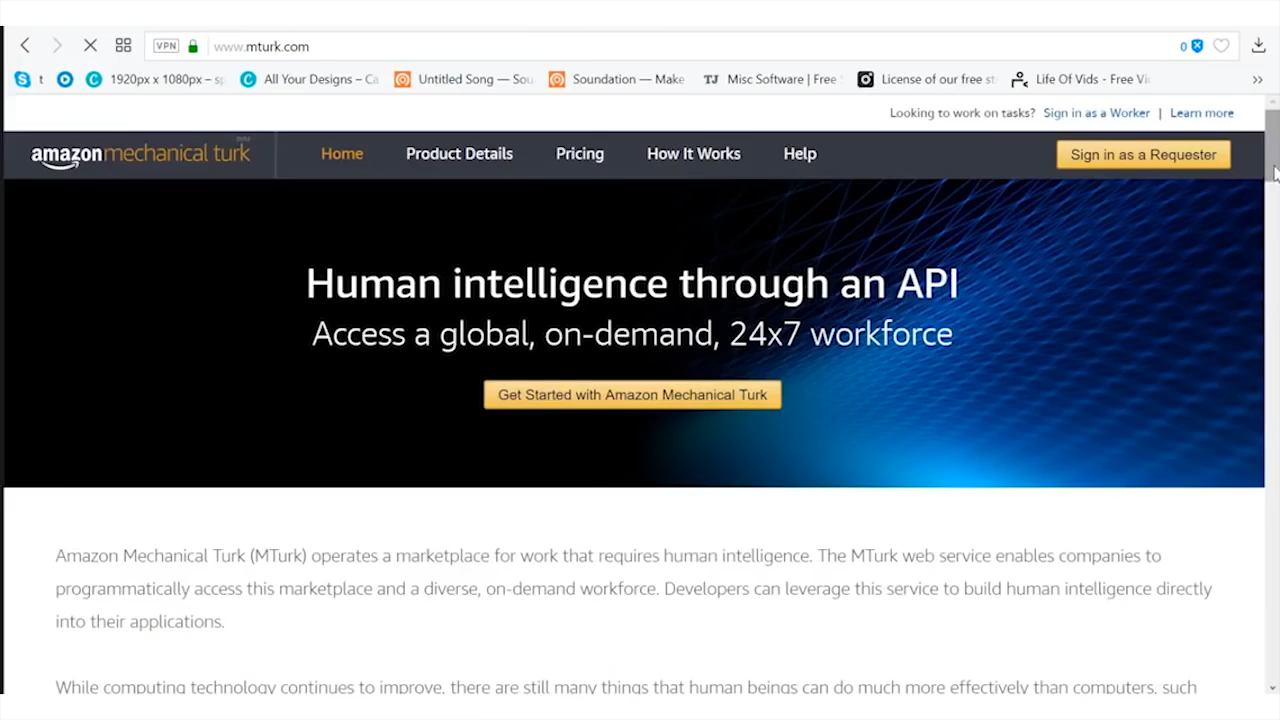 VPN www.mturk.com 0
t 1920px x 1080px – sp All Your Designs – Ca Untitled Song — Sou Soundation — Make TJ Misc Software | Free License of our free st Life Of Vids - Free Vi »
Looking to work on tasks? Sign in as a Worker | Learn more
beta
amazon mechanical turk Home Product Details Pricing How It Works Help Sign in as a Requester
Human intelligence through an API
Access a global, on-demand, 24x7 workforce
Get Started with Amazon Mechanical Turk
Amazon Mechanical Turk (MTurk) operates a marketplace for work that requires human intelligence. The MTurk web service enables companies to
programmatically access this marketplace and a diverse, on-demand workforce. Developers can leverage this service to build human intelligence directly
into their applications.
While computing technology continues to improve, there are still many things that human beings can do much more effectively than computers, such